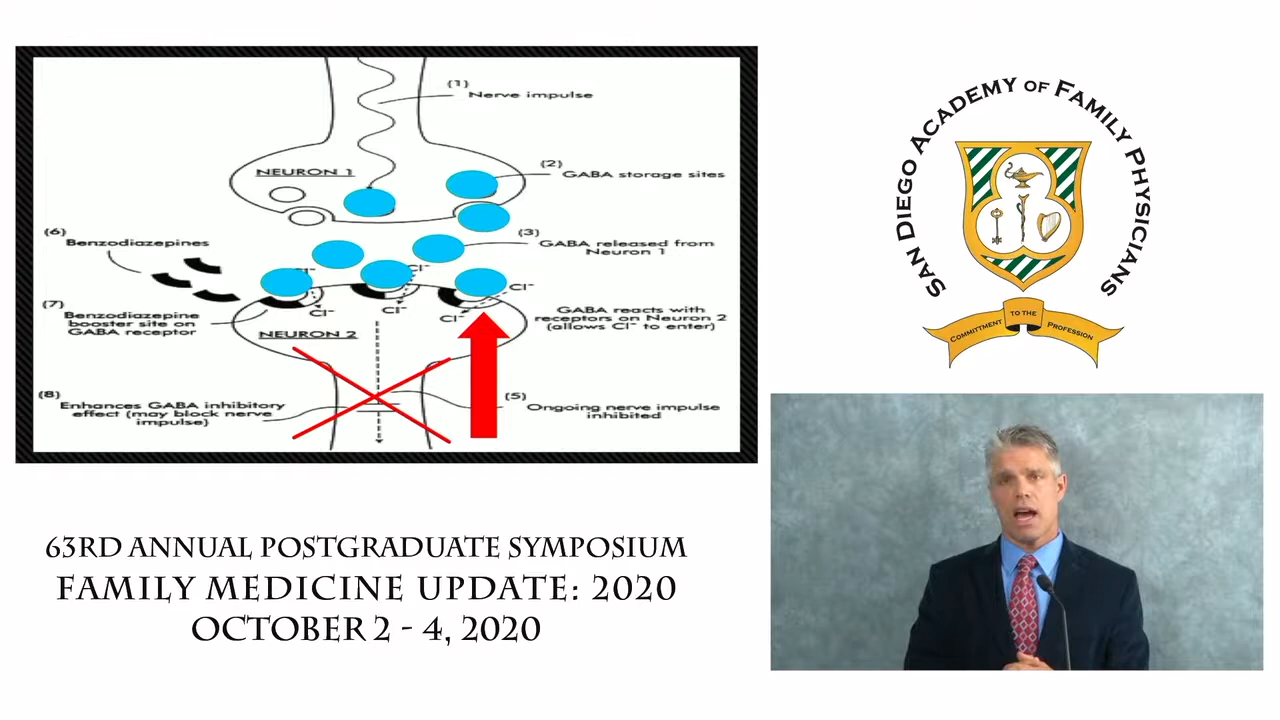 (1)
Nerve impulse
NEURON 1
(2)
GABA storage sites
(6)
Benzodiazepines
(3)
GABA released from
Neuron 1
Cl⁻
Cl⁻
Cl⁻
(7)
Benzodiazepine
booster site on
GABA receptor
Cl⁻
Cl⁻
Cl⁻
GABA reacts with
receptors on Neuron 2
(allows Cl⁻ to enter)
NEURON 2
(8)
Enhances GABA inhibitory
effect (may block nerve
impulse)
(5)
Ongoing nerve impulse
inhibited
SAN DIEGO ACADEMY OF FAMILY PHYSICIANS
COMMITMENT TO THE PROFESSION
63RD ANNUAL POSTGRADUATE SYMPOSIUM
FAMILY MEDICINE UPDATE: 2020
OCTOBER 2 - 4, 2020